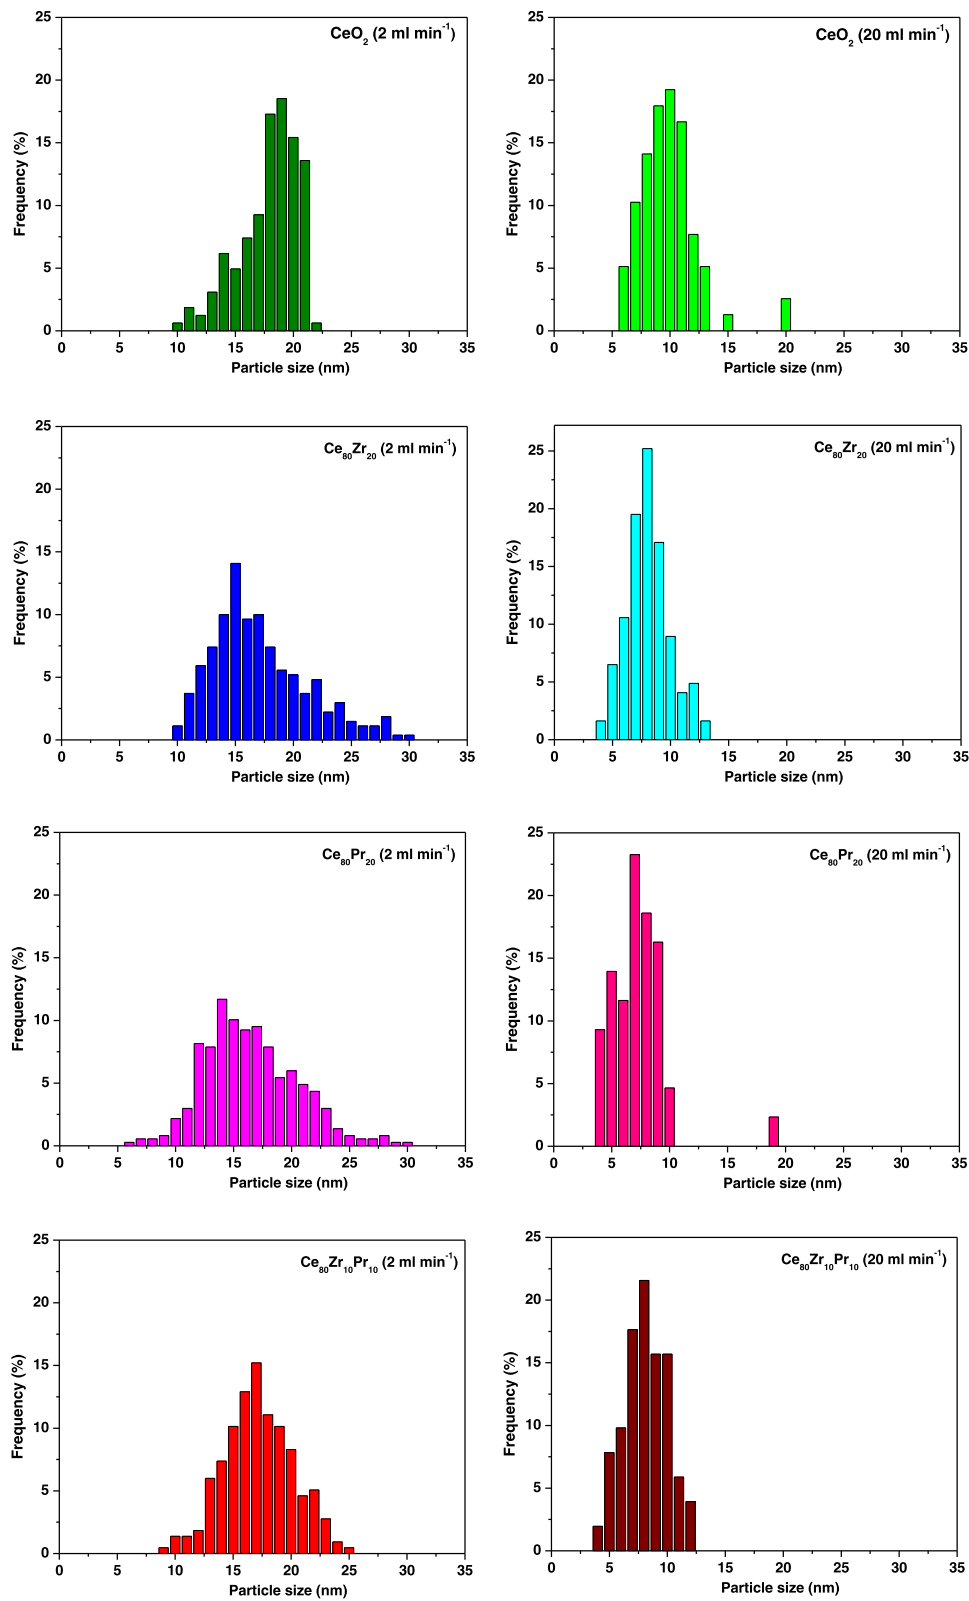 CeO₂ (2 ml min⁻¹)
Frequency (%)
25
20
15
10
5
0
0 5 10 15 20 25 30 35
Particle size (nm)
CeO₂ (20 ml min⁻¹)
Frequency (%)
25
20
15
10
5
0
0 5 10 15 20 25 30 35
Particle size (nm)
Ce₈₀Zr₂₀ (2 ml min⁻¹)
Frequency (%)
25
20
15
10
5
0
0 5 10 15 20 25 30 35
Particle size (nm)
Ce₈₀Zr₂₀ (20 ml min⁻¹)
Frequency (%)
25
20
15
10
5
0
0 5 10 15 20 25 30 35
Particle size (nm)
Ce₈₀Pr₂₀ (2 ml min⁻¹)
Frequency (%)
25
20
15
10
5
0
0 5 10 15 20 25 30 35
Particle size (nm)
Ce₈₀Pr₂₀ (20 ml min⁻¹)
Frequency (%)
25
20
15
10
5
0
0 5 10 15 20 25 30 35
Particle size (nm)
Ce₈₀Zr₁₀Pr₁₀ (2 ml min⁻¹)
Frequency (%)
25
20
15
10
5
0
0 5 10 15 20 25 30 35
Particle size (nm)
Ce₈₀Zr₁₀Pr₁₀ (20 ml min⁻¹)
Frequency (%)
25
20
15
10
5
0
0 5 10 15 20 25 30 35
Particle size (nm)